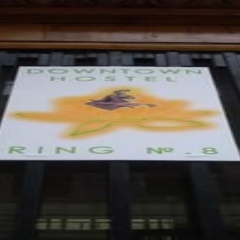 DOWNTOWN
HOSTEL
RING Nº. 8